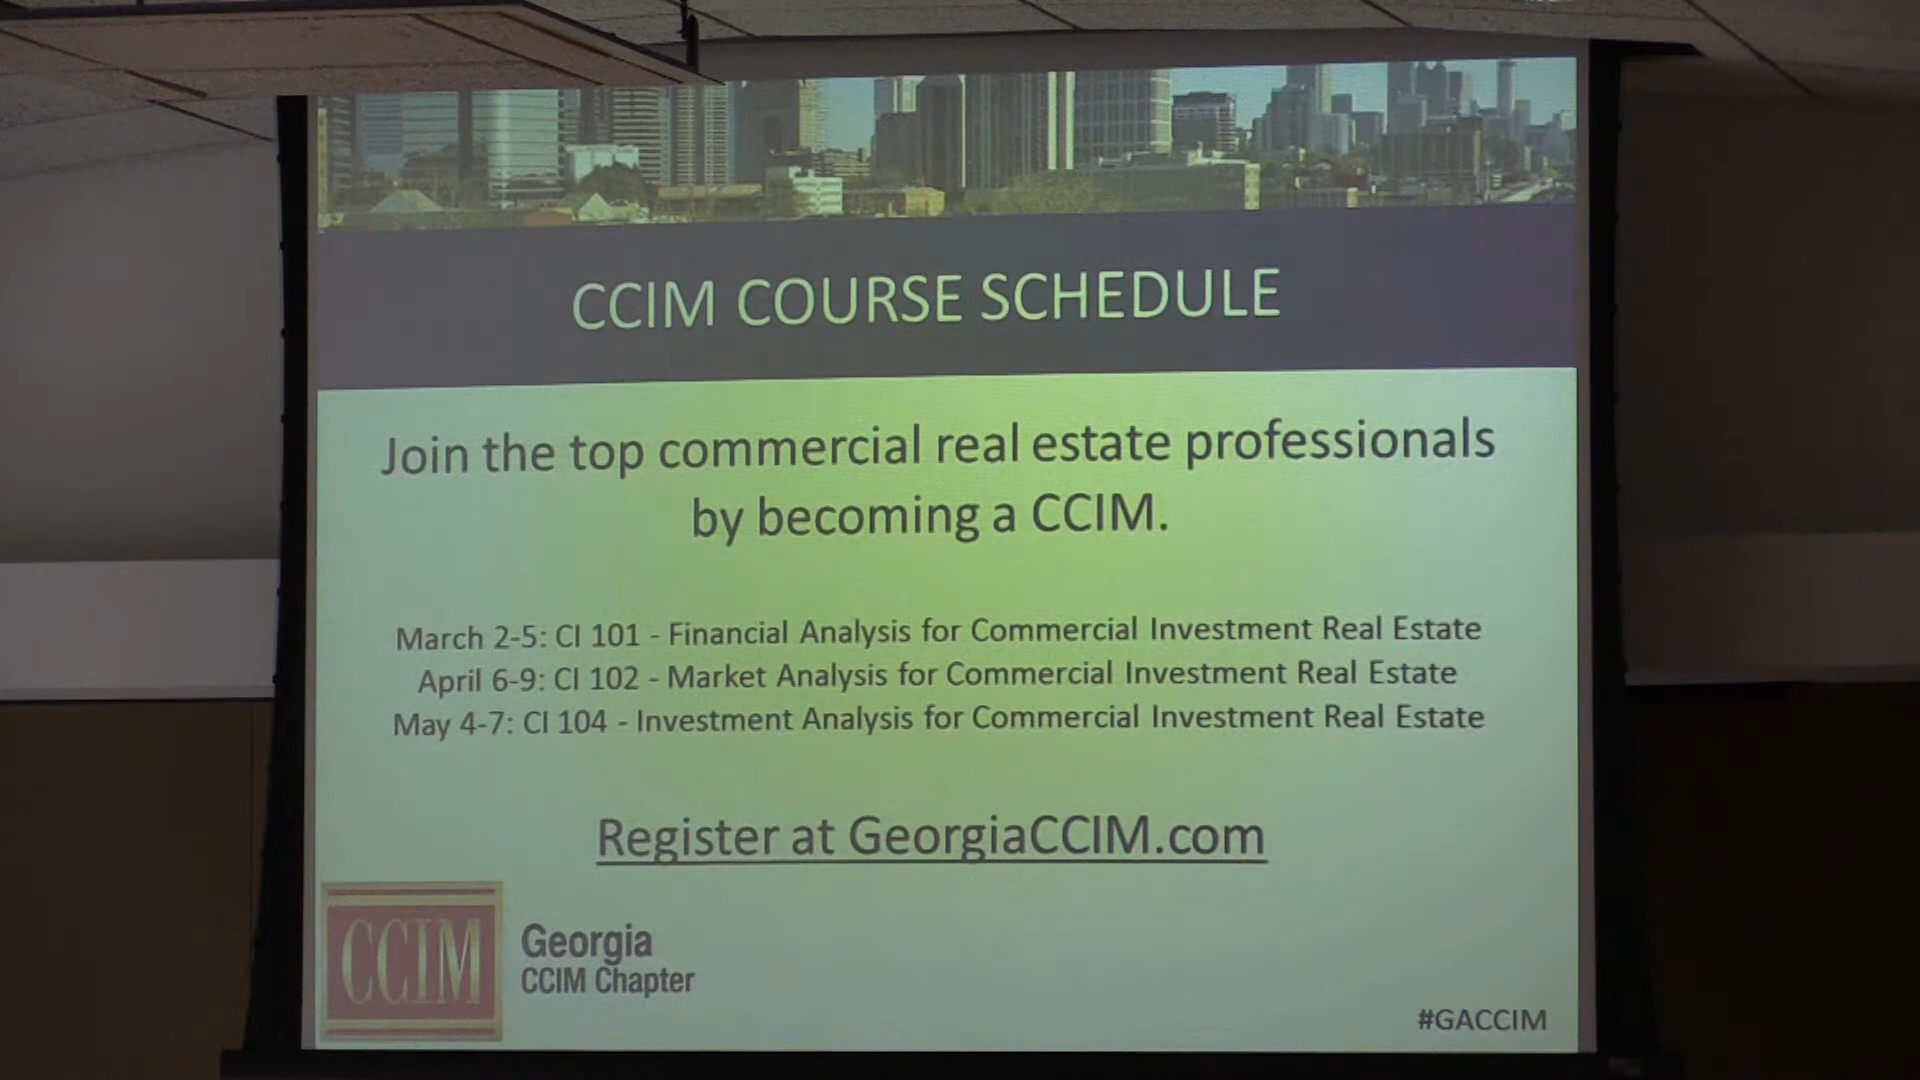 CCIM COURSE SCHEDULE
Join the top commercial real estate professionals
by becoming a CCIM.
March 2-5: CI 101 - Financial Analysis for Commercial Investment Real Estate
April 6-9: CI 102 - Market Analysis for Commercial Investment Real Estate
May 4-7: CI 104 - Investment Analysis for Commercial Investment Real Estate
Register at GeorgiaCCIM.com
CCIM
Georgia
CCIM Chapter
#GACCIM